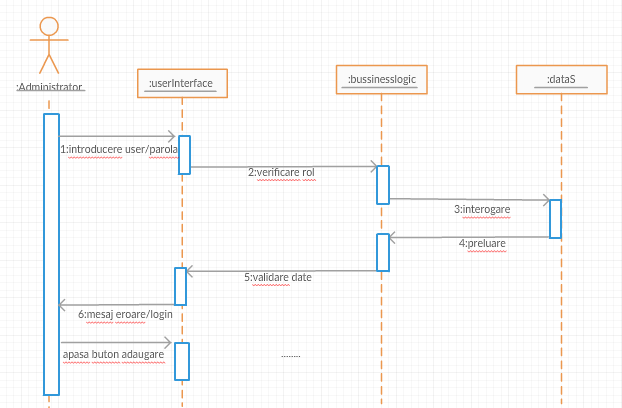 :Administrator
:userInterface
:bussinesslogic
:dataS
1:introducere user/parola
2:verificare rol
3:interogare
4:preluare
5:validare date
6:mesaj eroare/login
apasa buton adaugare
........